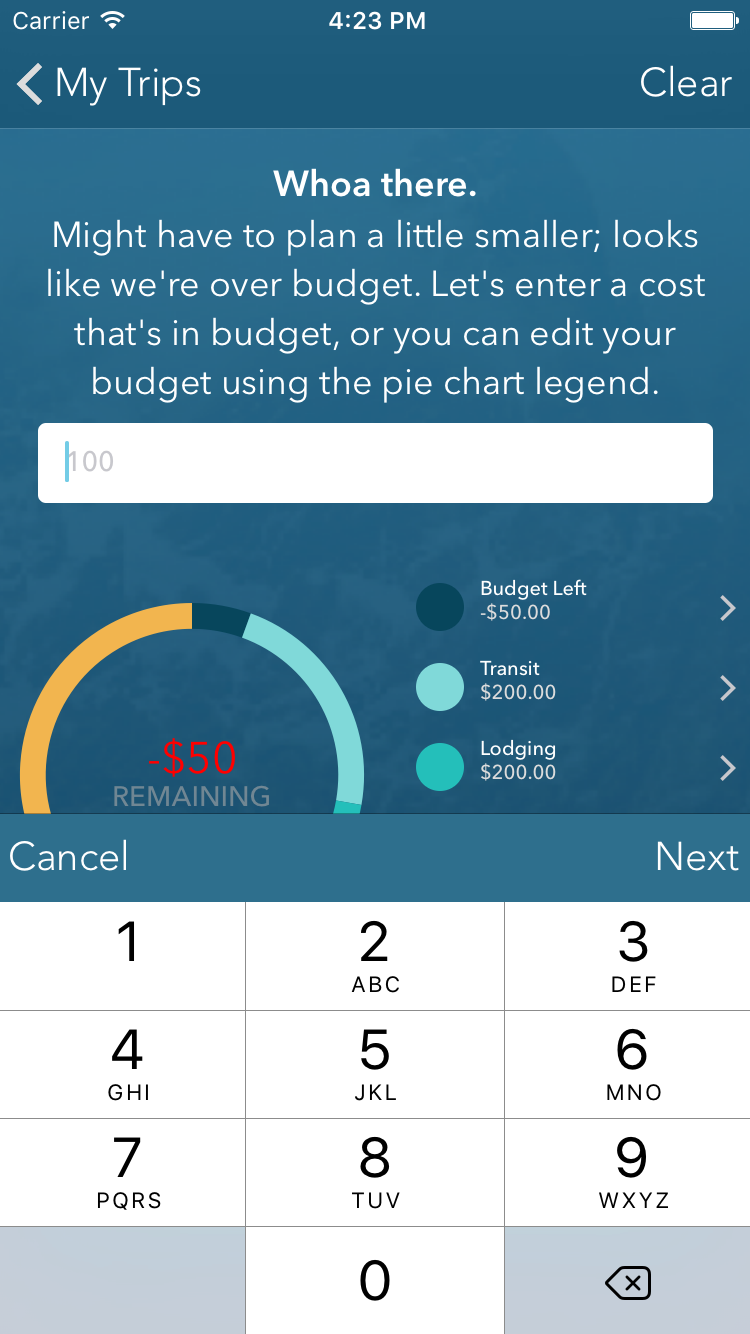 Carrier 4:23 PM
My Trips Clear
Whoa there.
Might have to plan a little smaller; looks
like we're over budget. Let's enter a cost
that's in budget, or you can edit your
budget using the pie chart legend.
100
Budget Left
-$50.00
Transit
$200.00
Lodging
$200.00
-$50
REMAINING
Cancel Next
1 2 3
ABC DEF
4 5 6
GHI JKL MNO
7 8 9
PQRS TUV WXYZ
0